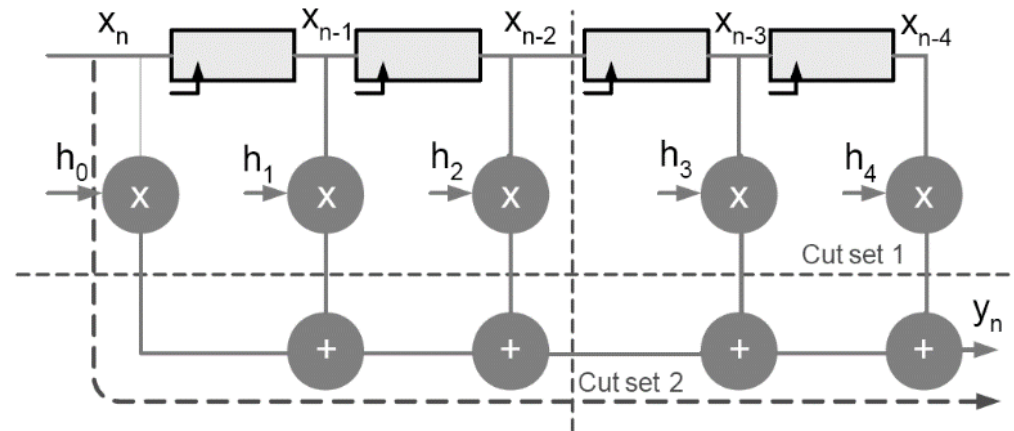 xₙ xₙ₋₁ xₙ₋₂ xₙ₋₃ xₙ₋₄
h₀ h₁ h₂ h₃ h₄
x x x x x
Cut set 1
yₙ
+ + + +
Cut set 2